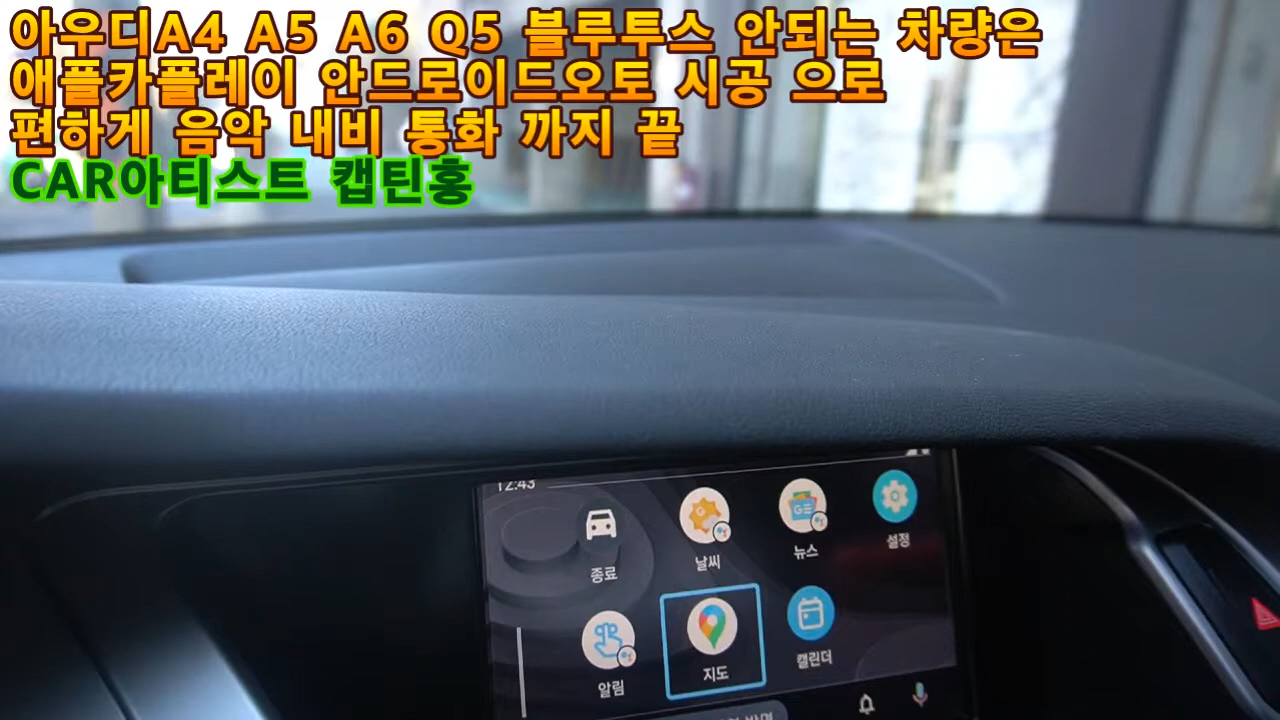 아우디A4 A5 A6 Q5 블루투스 안되는 차량은
애플카플레이 안드로이드오토 시공 으로
편하게 음악 내비 통화 까지 끝
CAR아티스트 캡틴홍
12:43
종료
날씨
뉴스
설정
알림
지도
캘린더